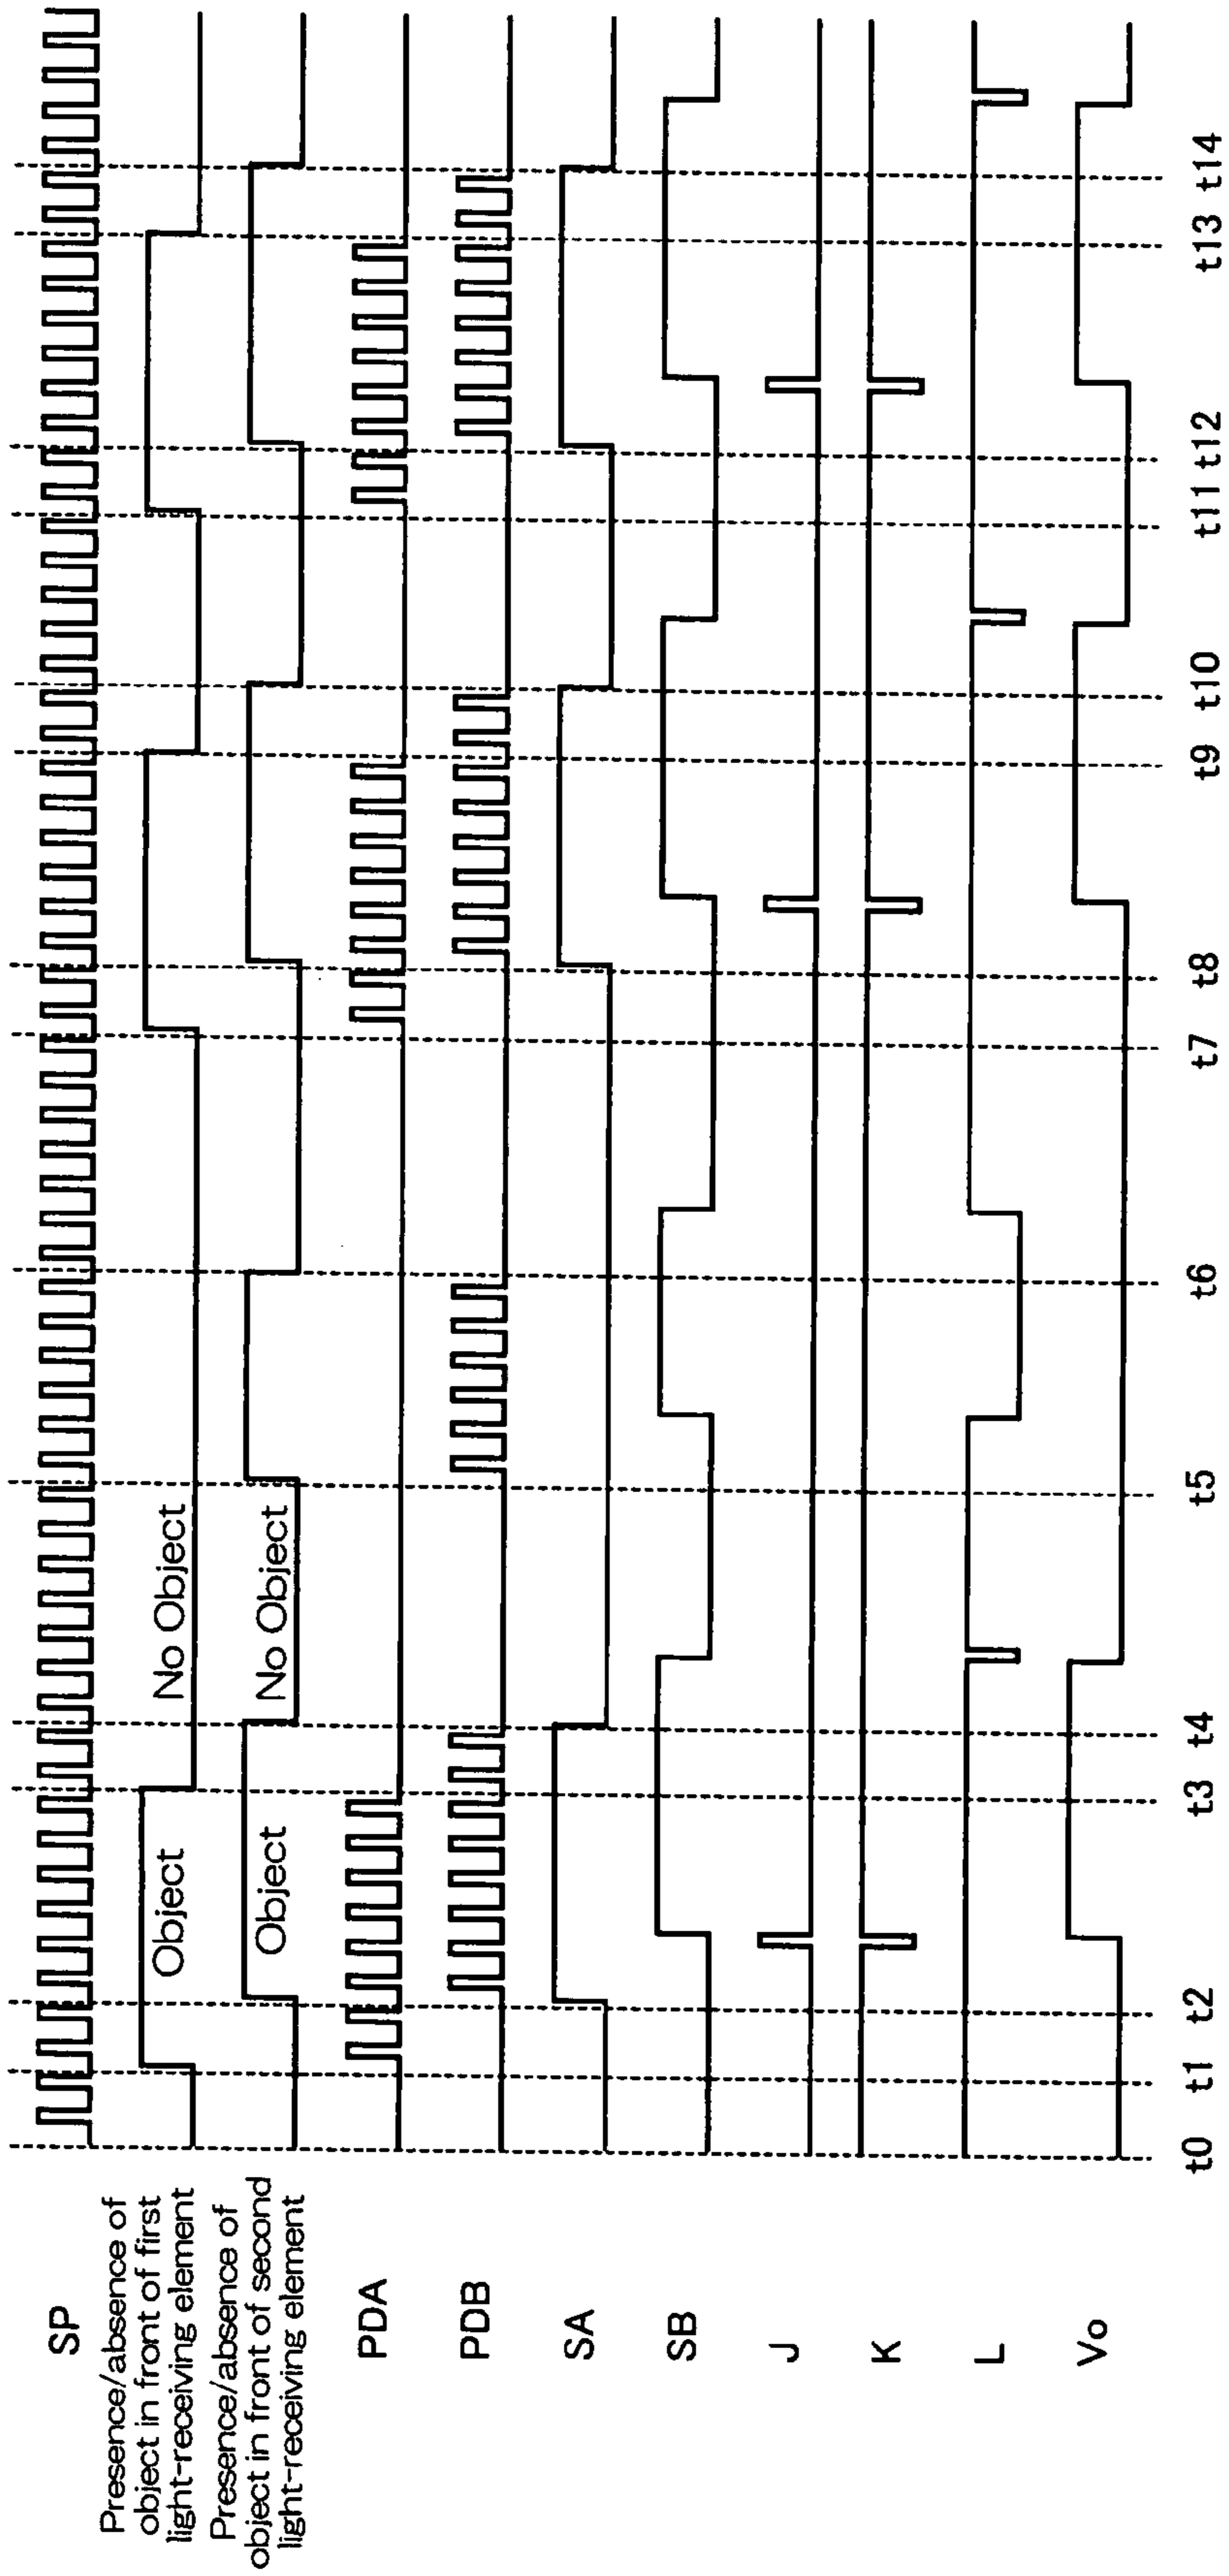 SP
Presence/absence of
object in front of first
light-receiving element
Object
No Object
Presence/absence of
object in front of second
light-receiving element
Object
No Object
PDA
PDB
SA
SB
J
K
L
Vo
t0 t1 t2 t3 t4 t5 t6 t7 t8 t9 t10 t11 t12 t13 t14